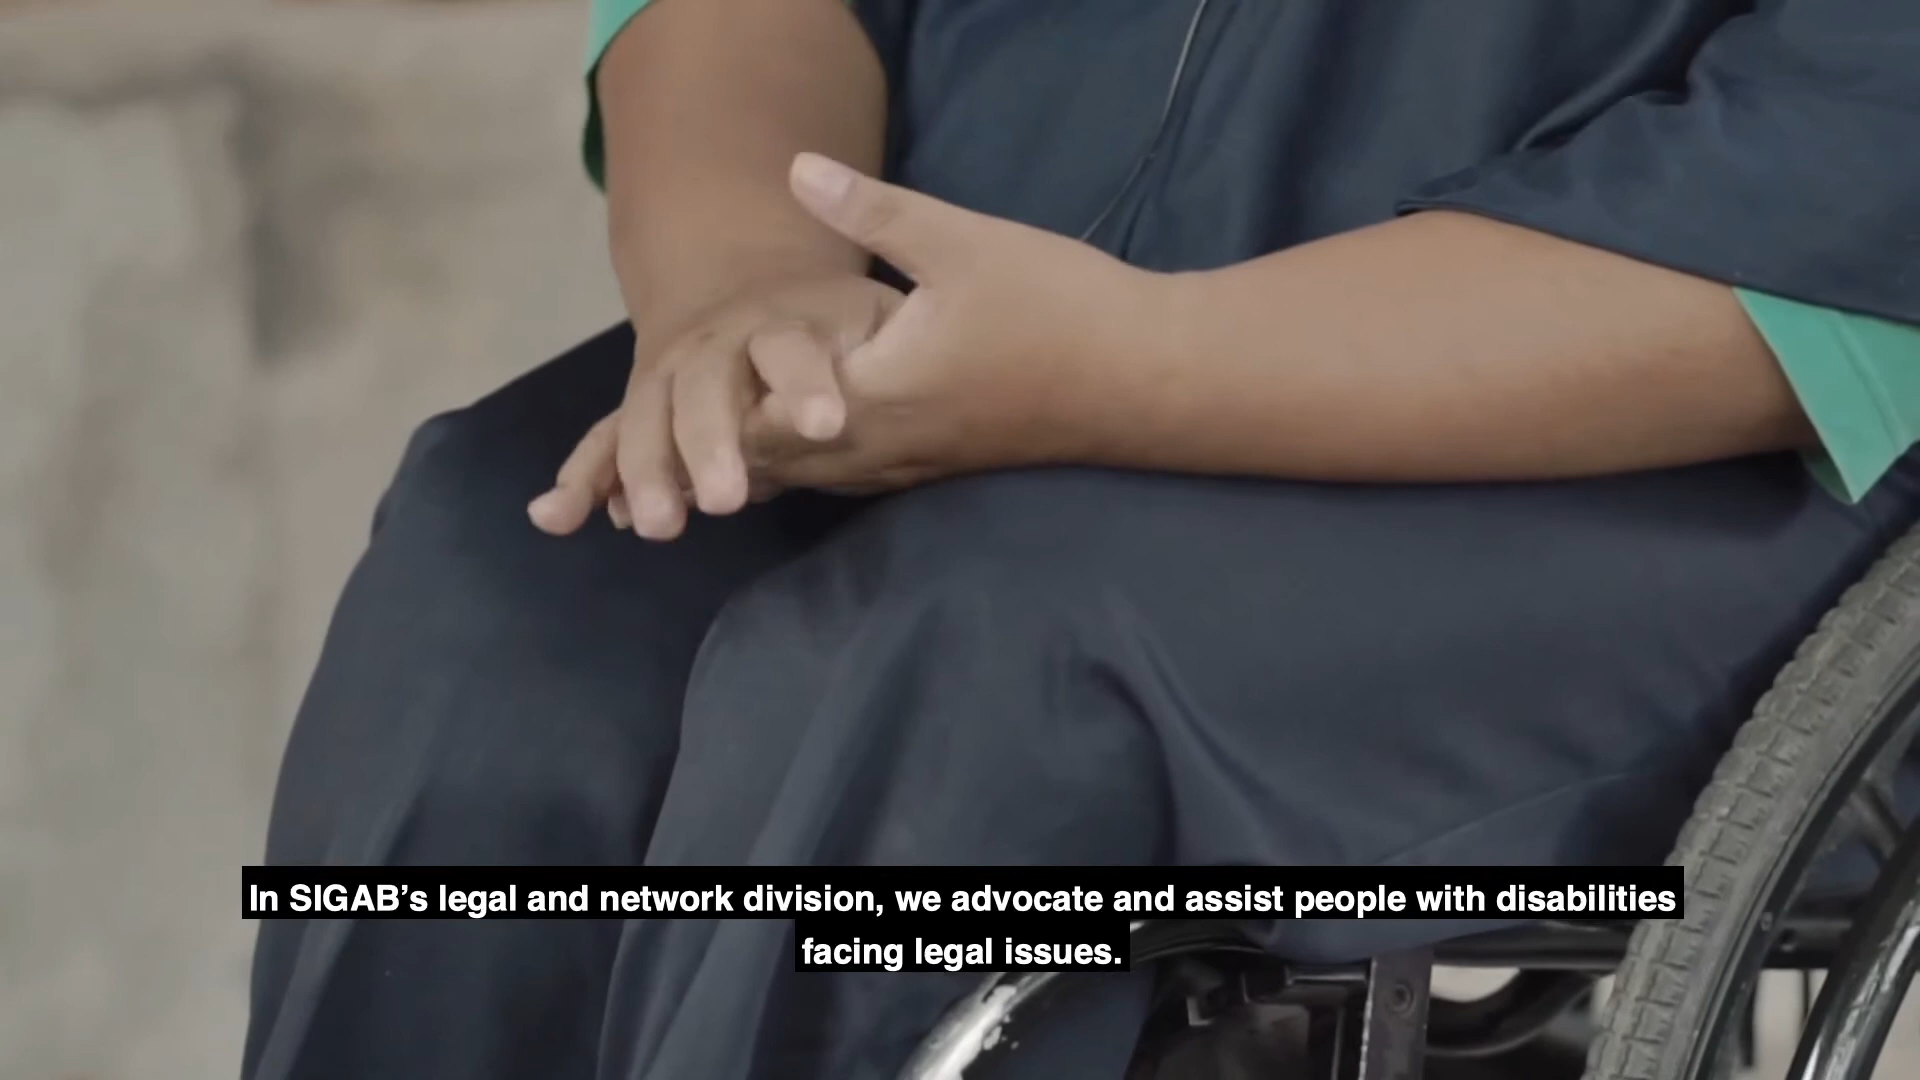 In SIGAB’s legal and network division, we advocate and assist people with disabilities
facing legal issues.